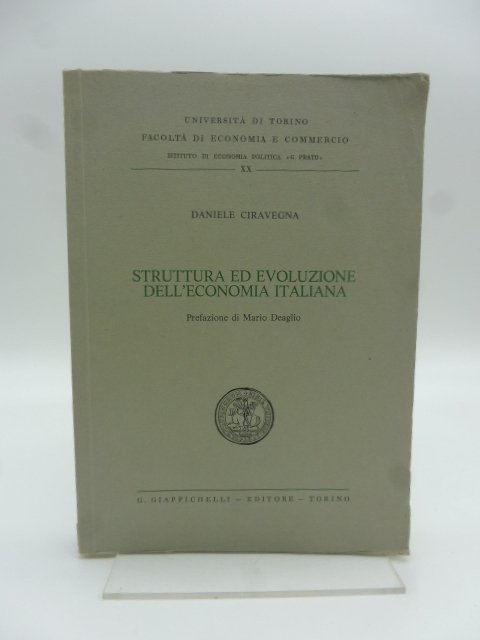 UNIVERSITÀ DI TORINO
FACOLTÀ DI ECONOMIA E COMMERCIO
ISTITUTO DI ECONOMIA POLITICA «G. PRATO»
XX
DANIELE CIRAVEGNA
STRUTTURA ED EVOLUZIONE
DELL'ECONOMIA ITALIANA
Prefazione di Mario Deaglio
G. GIAPPICHELLI – EDITORE – TORINO